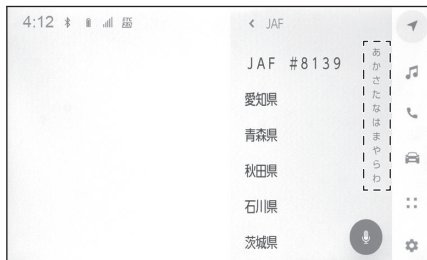 4:12
JAF
JAF #8139
愛知県
青森県
秋田県
石川県
茨城県
あ
か
さ
た
な
は
ま
や
ら
わ